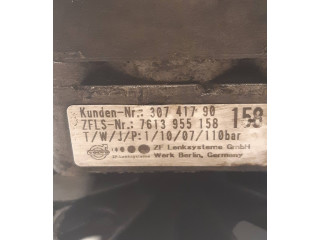 Kunden-Nr.: 307 417 90
158
ZFLS-Nr.: 7613 955 158
T/W/J/P:1/10/07/110bar
ZF Lenksysteme GmbH
Werk Berlin, Germany